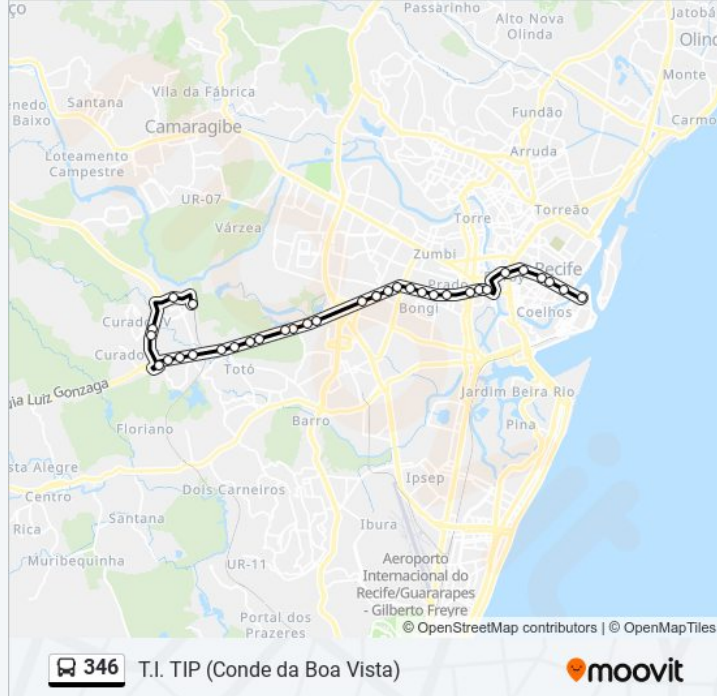 ÇO
Passarinho
Jatobá
Alto Nova
Olinda
Olinc
Vila da Fábrica
Monte
enedo
Baixo
Santana
Fundão
Carmo
Camaragibe
Arruda
Loteamento
Campestre
UR-07
Torre
Torreão
Várzea
Zumbi
Recife
Prado
Curado IV
Bongi
Coelhos
Curado
Totó
ia Luiz Gonzaga
Jardim Beira Rio
Floriano
Barro
Pina
sta Alegre
Ipsep
Centro
Dois Carneiros
Santana
Rica
Ibura
Muribequinha
UR-11
Aeroporto
Internacional do
Recife/Guararapes
- Gilberto Freyre
Portal dos
Prazeres
© OpenStreetMap contributors | © OpenMapTiles
346 T.I. TIP (Conde da Boa Vista)
moovit